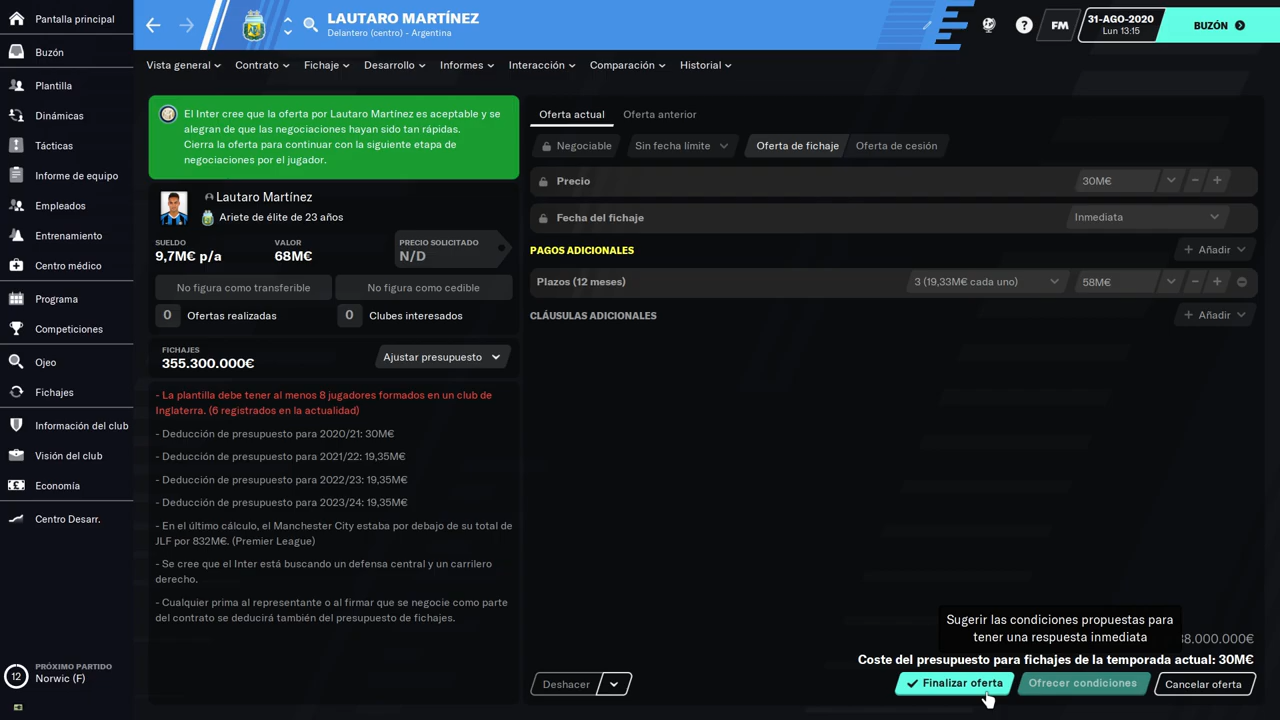 Pantalla principal
Buzón
Plantilla
Dinámicas
Tácticas
Informe de equipo
Empleados
Entrenamiento
Centro médico
Programa
Competiciones
Ojeo
Fichajes
Información del club
Visión del club
Economía
Centro Desarr.
12
PRÓXIMO PARTIDO
Norwic (F)
LAUTARO MARTÍNEZ
Delantero (centro) - Argentina
?
FM
31-AGO-2020
Lun 13:15
BUZÓN
Vista general
Contrato
Fichaje
Desarrollo
Informes
Interacción
Comparación
Historial
El Inter cree que la oferta por Lautaro Martínez es aceptable y se
alegran de que las negociaciones hayan sido tan rápidas.
Cierra la oferta para continuar con la siguiente etapa de
negociaciones por el jugador.
Lautaro Martínez
Ariete de élite de 23 años
SUELDO
9,7M€ p/a
VALOR
68M€
PRECIO SOLICITADO
N/D
No figura como transferible
No figura como cedible
0 Ofertas realizadas
0 Clubes interesados
FICHAJES
355.300.000€
Ajustar presupuesto
- La plantilla debe tener al menos 8 jugadores formados en un club de
Inglaterra. (6 registrados en la actualidad)
- Deducción de presupuesto para 2020/21: 30M€
- Deducción de presupuesto para 2021/22: 19,35M€
- Deducción de presupuesto para 2022/23: 19,35M€
- Deducción de presupuesto para 2023/24: 19,35M€
- En el último cálculo, el Manchester City estaba por debajo de su total de
JLF por 832M€. (Premier League)
- Se cree que el Inter está buscando un defensa central y un carrilero
derecho.
- Cualquier prima al representante o al firmar que se negocie como parte
del contrato se deducirá también del presupuesto de fichajes.
Oferta actual
Oferta anterior
Negociable
Sin fecha límite
Oferta de fichaje
Oferta de cesión
Precio
30M€
Fecha del fichaje
Inmediata
PAGOS ADICIONALES
Añadir
Plazos (12 meses)
3 (19,33M€ cada uno)
58M€
CLÁUSULAS ADICIONALES
Añadir
Sugerir las condiciones propuestas para
tener una respuesta inmediata
8.000.000€
Coste del presupuesto para fichajes de la temporada actual: 30M€
Deshacer
Finalizar oferta
Ofrecer condiciones
Cancelar oferta